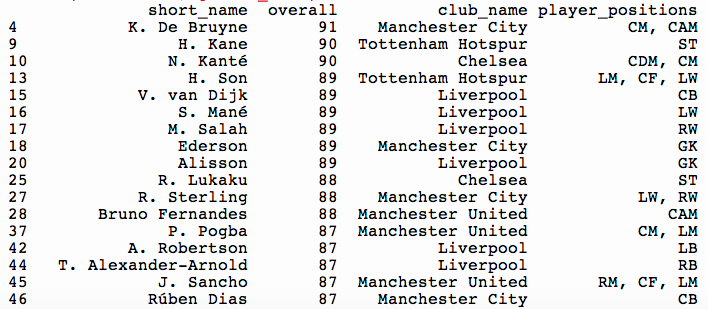 short_name overall club_name player_positions
4 K. De Bruyne 91 Manchester City CM, CAM
9 H. Kane 90 Tottenham Hotspur ST
10 N. Kanté 90 Chelsea CDM, CM
13 H. Son 89 Tottenham Hotspur LM, CF, LW
15 V. van Dijk 89 Liverpool CB
16 S. Mané 89 Liverpool LW
17 M. Salah 89 Liverpool RW
18 Ederson 89 Manchester City GK
20 Alisson 89 Liverpool GK
25 R. Lukaku 88 Chelsea ST
27 R. Sterling 88 Manchester City LW, RW
28 Bruno Fernandes 88 Manchester United CAM
37 P. Pogba 87 Manchester United CM, LM
42 A. Robertson 87 Liverpool LB
44 T. Alexander-Arnold 87 Liverpool RB
45 J. Sancho 87 Manchester United RM, CF, LM
46 Rúben Dias 87 Manchester City CB